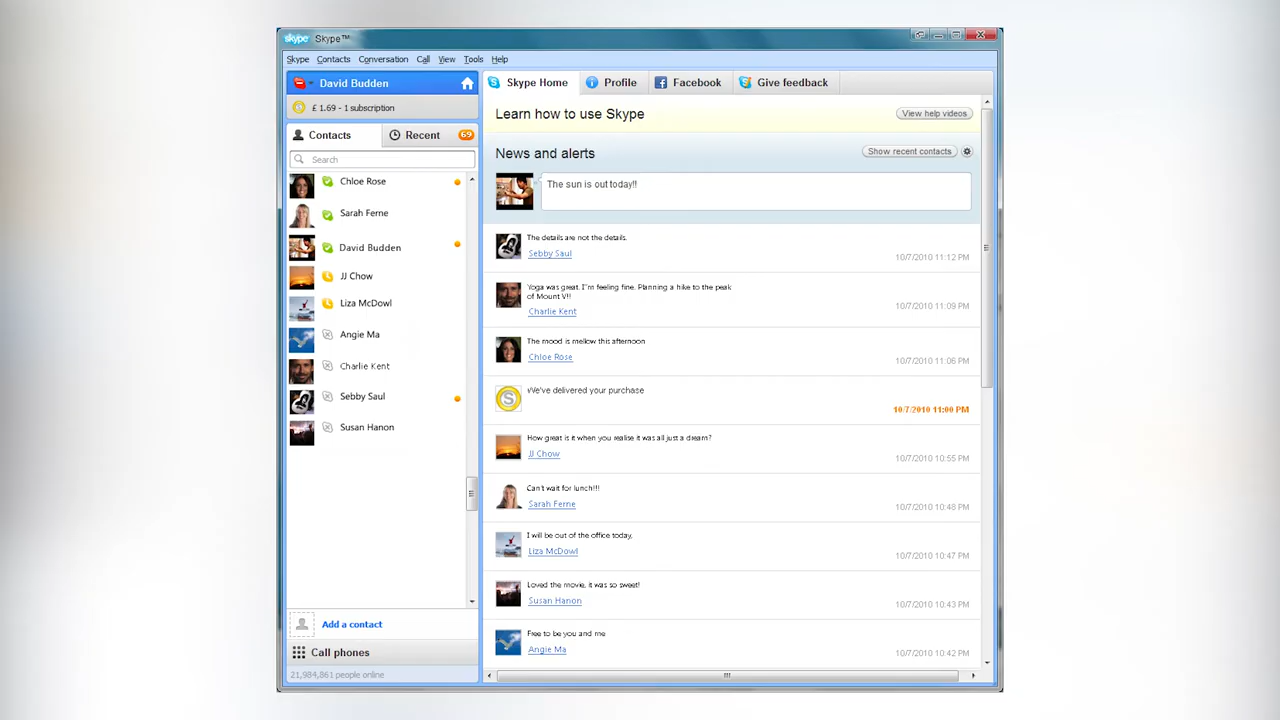 skype Skype™
Skype Contacts Conversation Call View Tools Help
David Budden
£ 1.69 - 1 subscription
Contacts Recent 69
Search
Chloe Rose
Sarah Ferne
David Budden
JJ Chow
Liza McDowl
Angie Ma
Charlie Kent
Sebby Saul
Susan Hanon
Add a contact
Call phones
21,984,861 people online
Skype Home Profile Facebook Give feedback
Learn how to use Skype View help videos
News and alerts Show recent contacts
The sun is out today!!
The details are not the details.
Sebby Saul
10/7/2010 11:12 PM
Yoga was great. I'm feeling fine. Planning a hike to the peak
of Mount V!!
Charlie Kent
10/7/2010 11:09 PM
The mood is mellow this afternoon
Chloe Rose
10/7/2010 11:06 PM
We've delivered your purchase
10/7/2010 11:00 PM
How great is it when you realise it was all just a dream?
JJ Chow
10/7/2010 10:55 PM
Can't wait for lunch!!!
Sarah Ferne
10/7/2010 10:48 PM
I will be out of the office today,
Liza McDowl
10/7/2010 10:47 PM
Loved the movie, it was so sweet!
Susan Hanon
10/7/2010 10:43 PM
Free to be you and me
Angie Ma
10/7/2010 10:42 PM